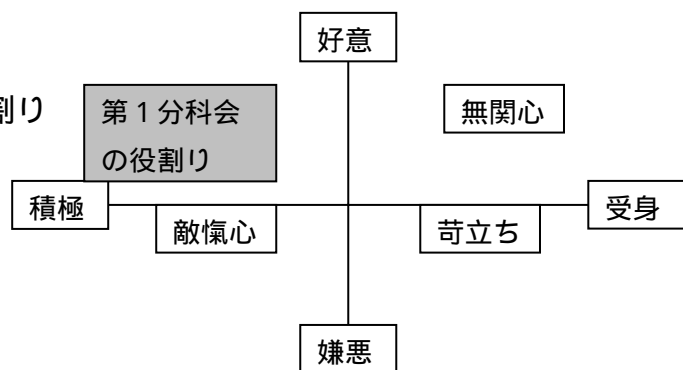 好意
割り
第１分科会
の役割り
無関心
積極
受身
敵愾心
苛立ち
嫌悪